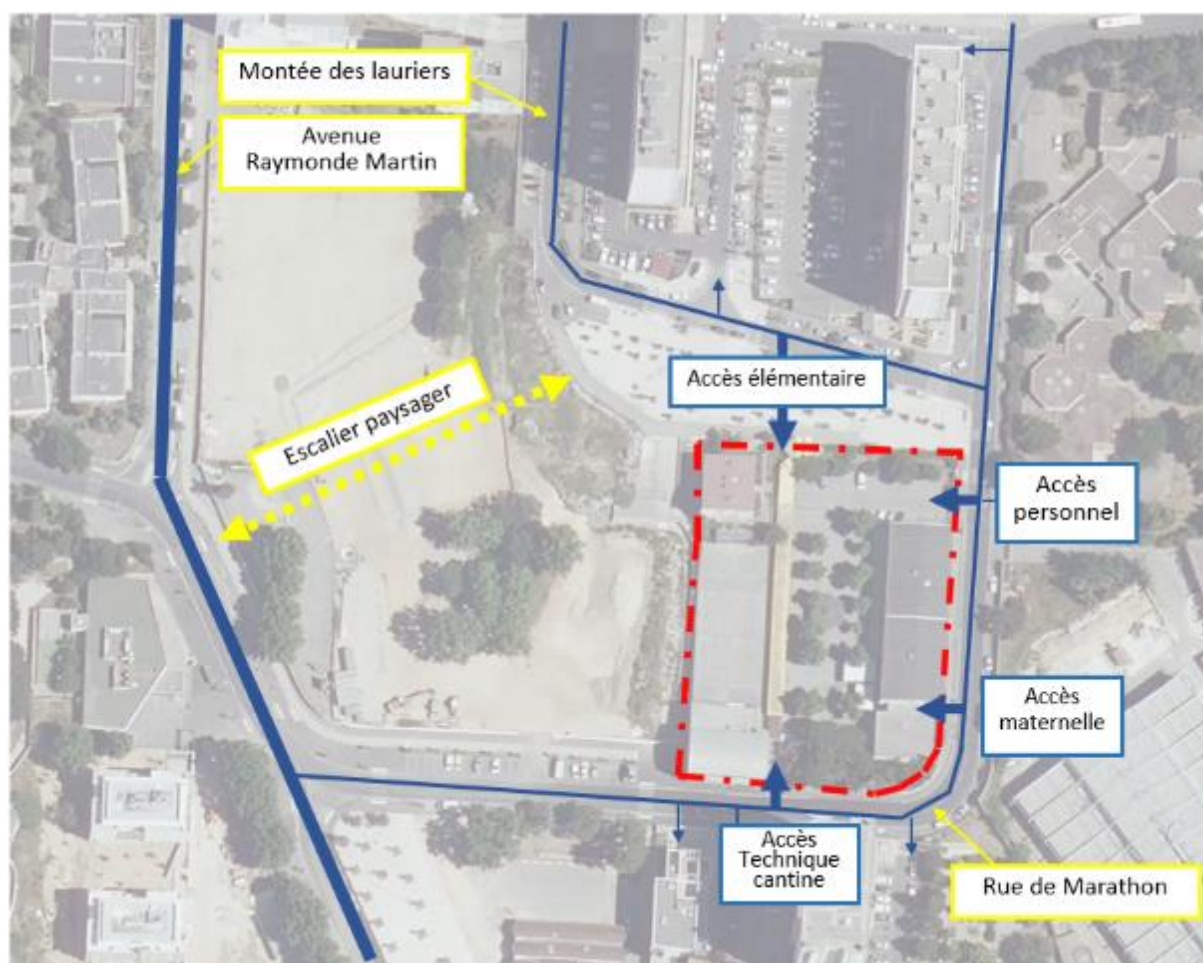 Montée des lauriers
Avenue
Raymonde Martin
Escalier paysager
Accès élémentaire
Accès
personnel
Accès
maternelle
Accès
Technique
cantine
Rue de Marathon